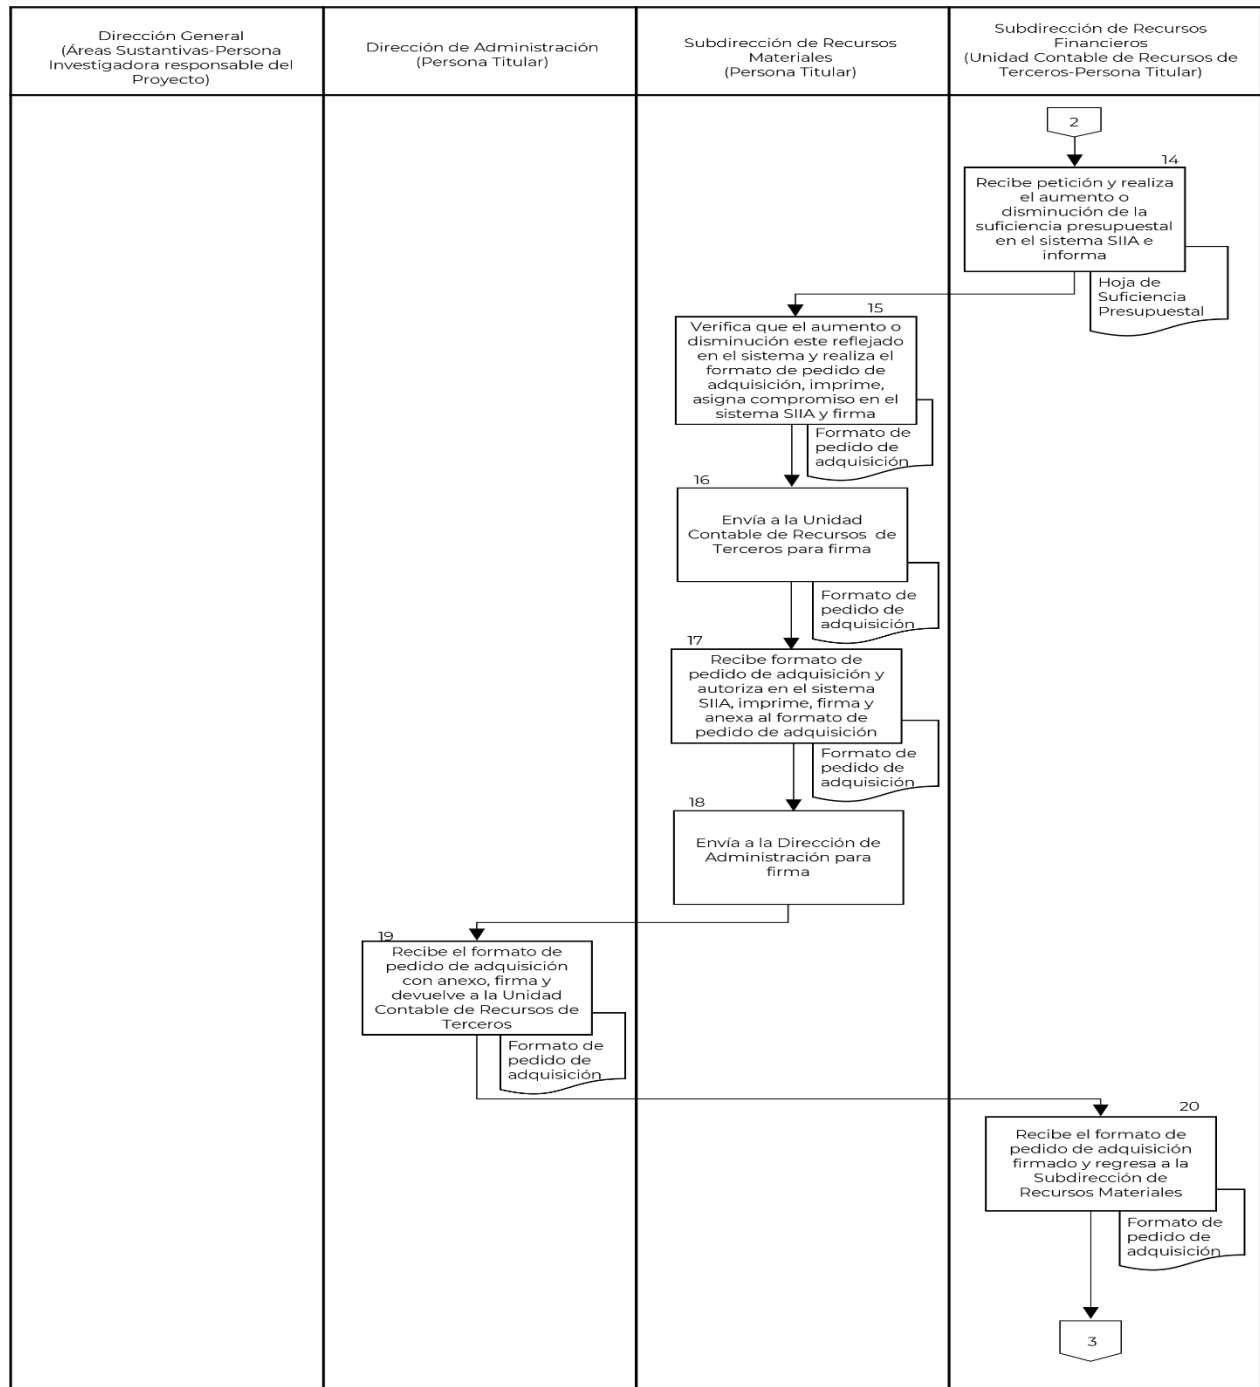 Dirección General
(Áreas Sustantivas-Persona
Investigadora responsable del
Proyecto)
Dirección de Administración
(Persona Titular)
Subdirección de Recursos
Materiales
(Persona Titular)
Subdirección de Recursos
Financieros
(Unidad Contable de Recursos de
Terceros-Persona Titular)
2
14
Recibe petición y realiza
el aumento o
disminución de la
suficiencia presupuestal
en el sistema SIIA e
informa
Hoja de
Suficiencia
Presupuestal
15
Verifica que el aumento o
disminución este reflejado
en el sistema y realiza el
formato de pedido de
adquisición, imprime,
asigna compromiso en el
sistema SIIA y firma
Formato de
pedido de
adquisición
16
Envía a la Unidad
Contable de Recursos de
Terceros para firma
Formato de
pedido de
adquisición
17
Recibe formato de
pedido de adquisición y
autoriza en el sistema
SIIA, imprime, firma y
anexa al formato de
pedido de adquisición
Formato de
pedido de
adquisición
18
Envía a la Dirección de
Administración para
firma
19
Recibe el formato de
pedido de adquisición
con anexo, firma y
devuelve a la Unidad
Contable de Recursos de
Terceros
Formato de
pedido de
adquisición
20
Recibe el formato de
pedido de adquisición
firmado y regresa a la
Subdirección de
Recursos Materiales
Formato de
pedido de
adquisición
3